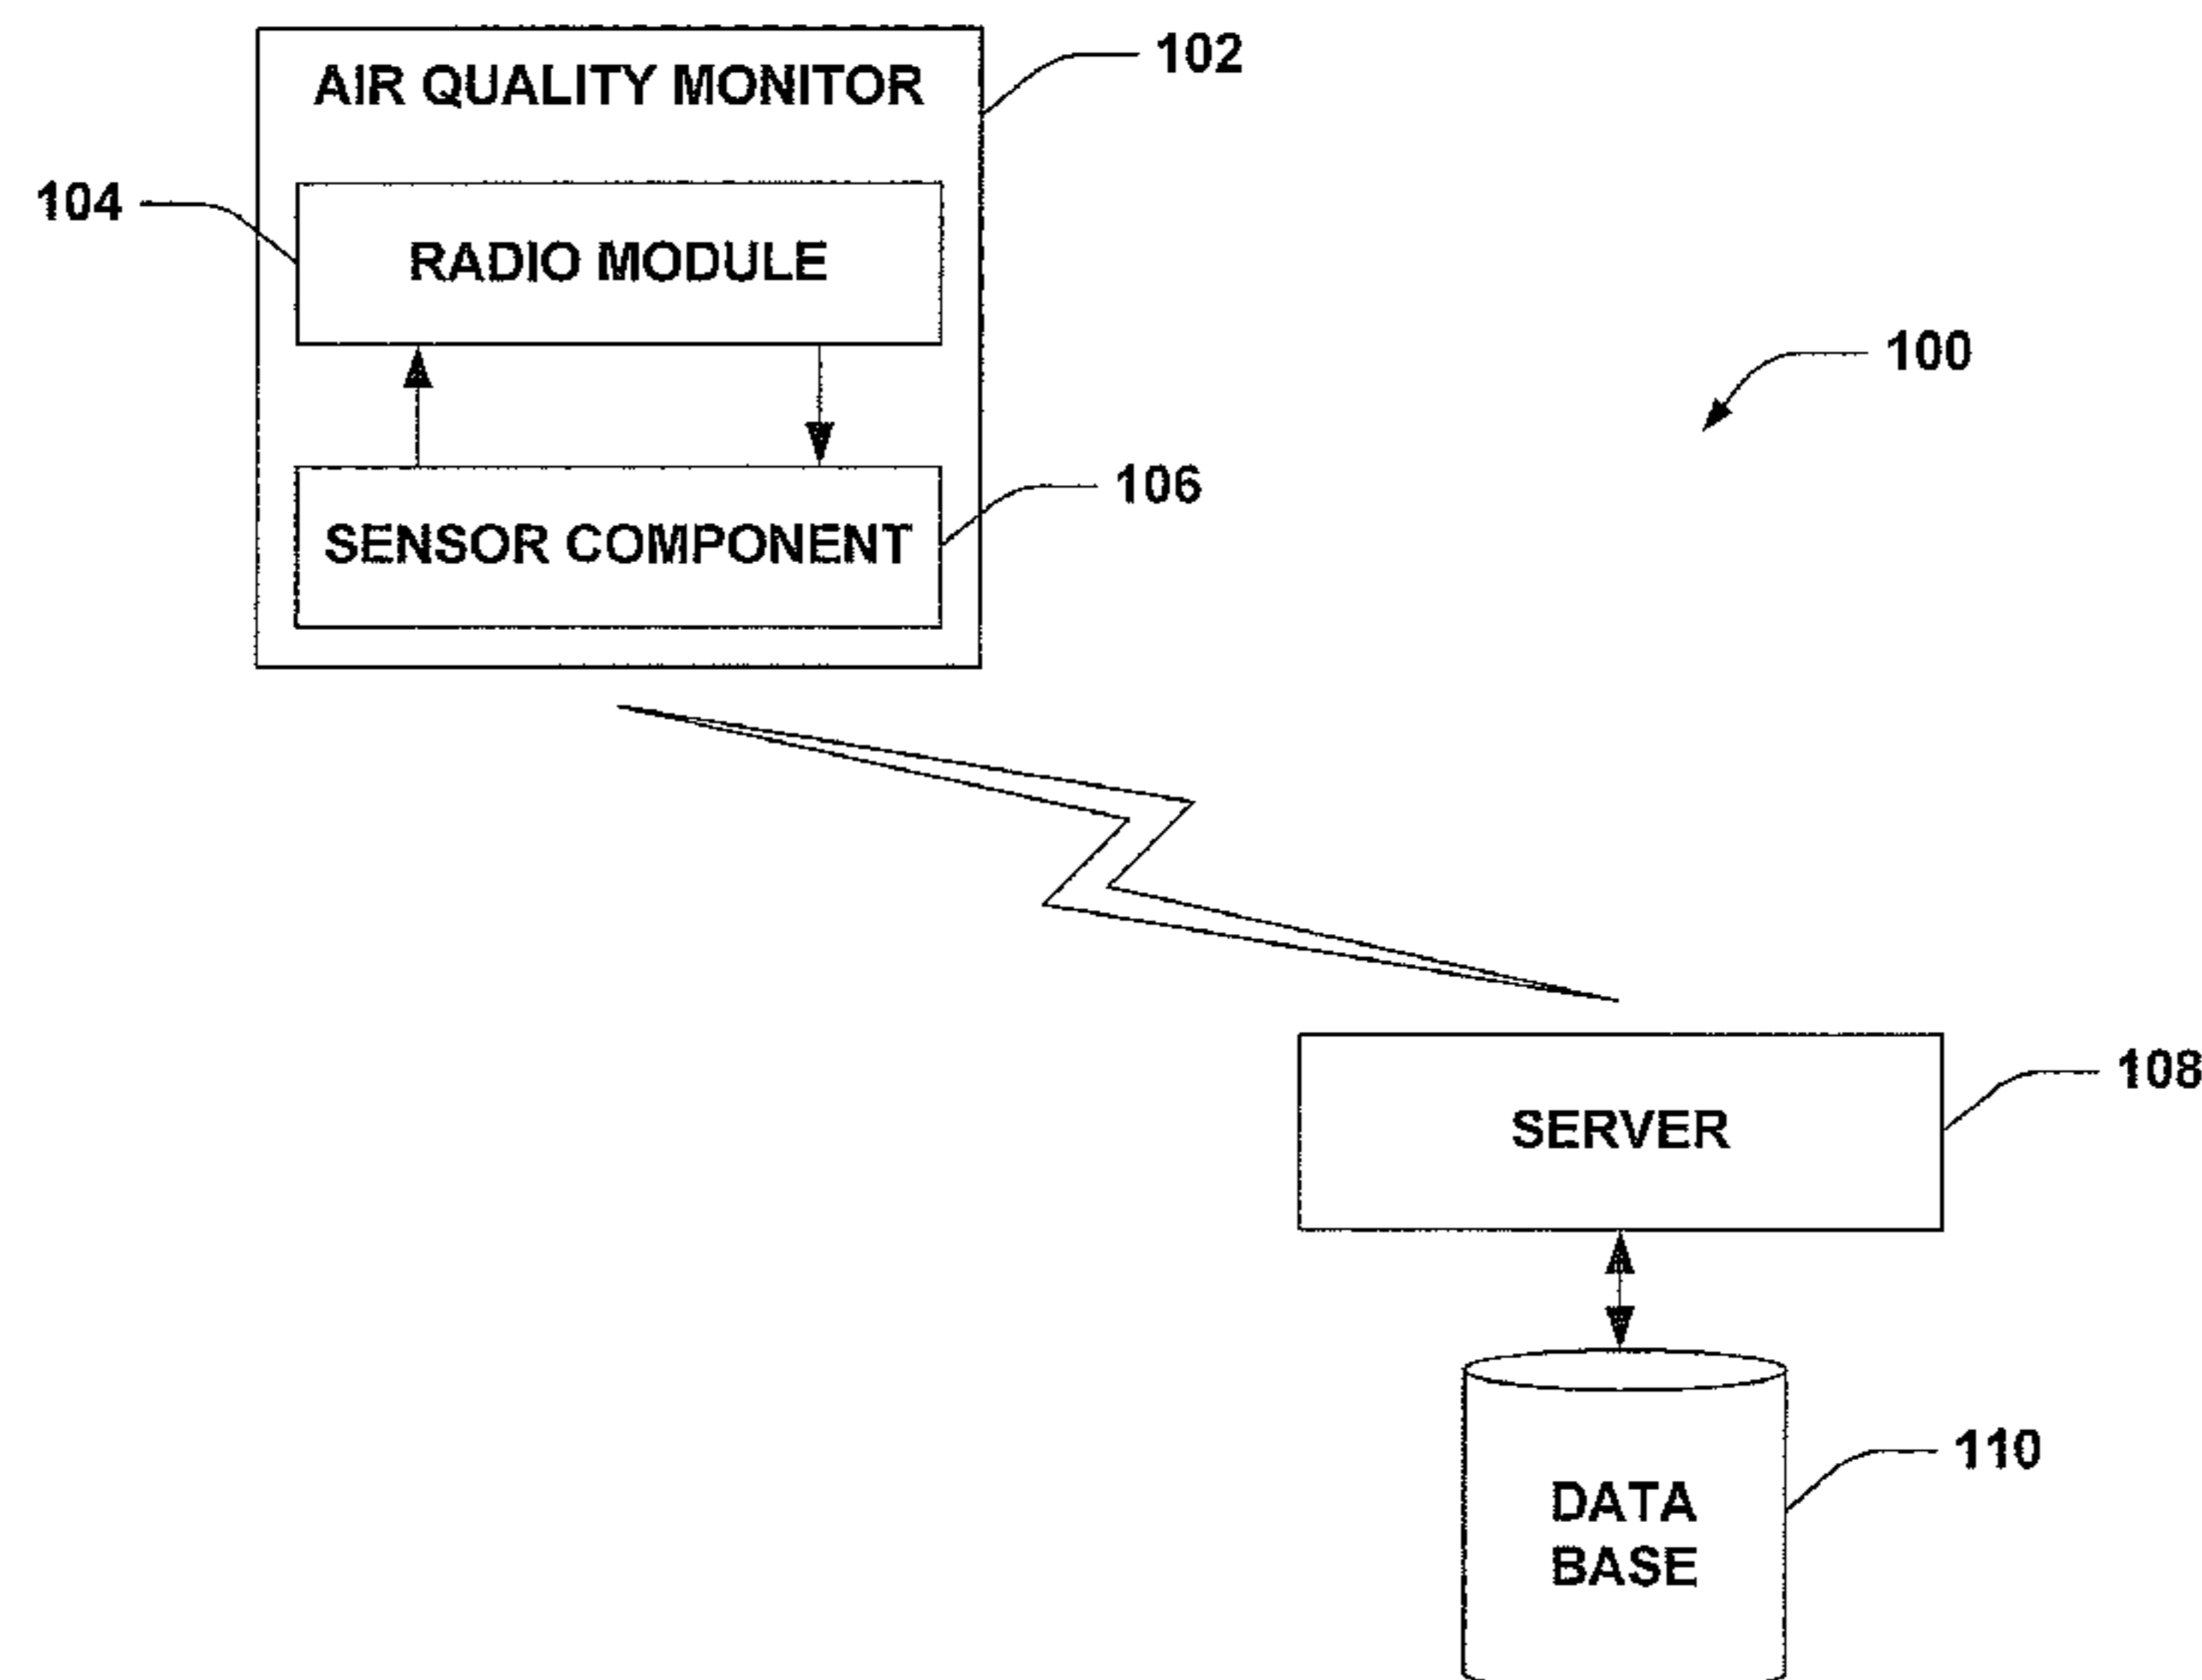 AIR QUALITY MONITOR
102
104
RADIO MODULE
100
SENSOR COMPONENT
106
SERVER
108
DATA
BASE
110